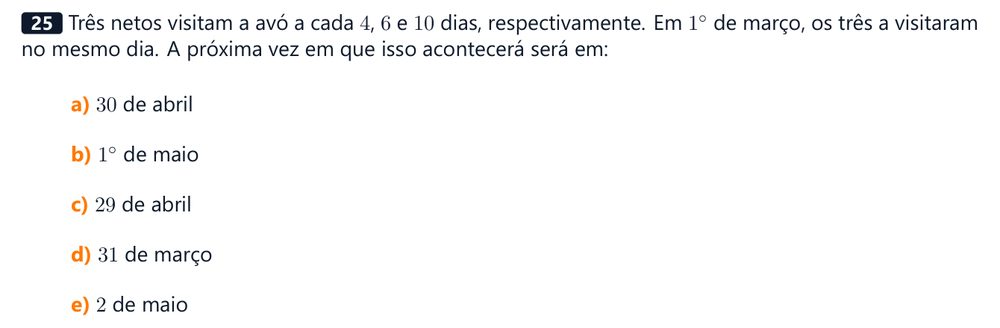 25 Três netos visitam a avó a cada 4, 6 e 10 dias, respectivamente. Em 1° de março, os três a visitaram
no mesmo dia. A próxima vez em que isso acontecerá será em:
a) 30 de abril
b) 1° de maio
c) 29 de abril
d) 31 de março
e) 2 de maio